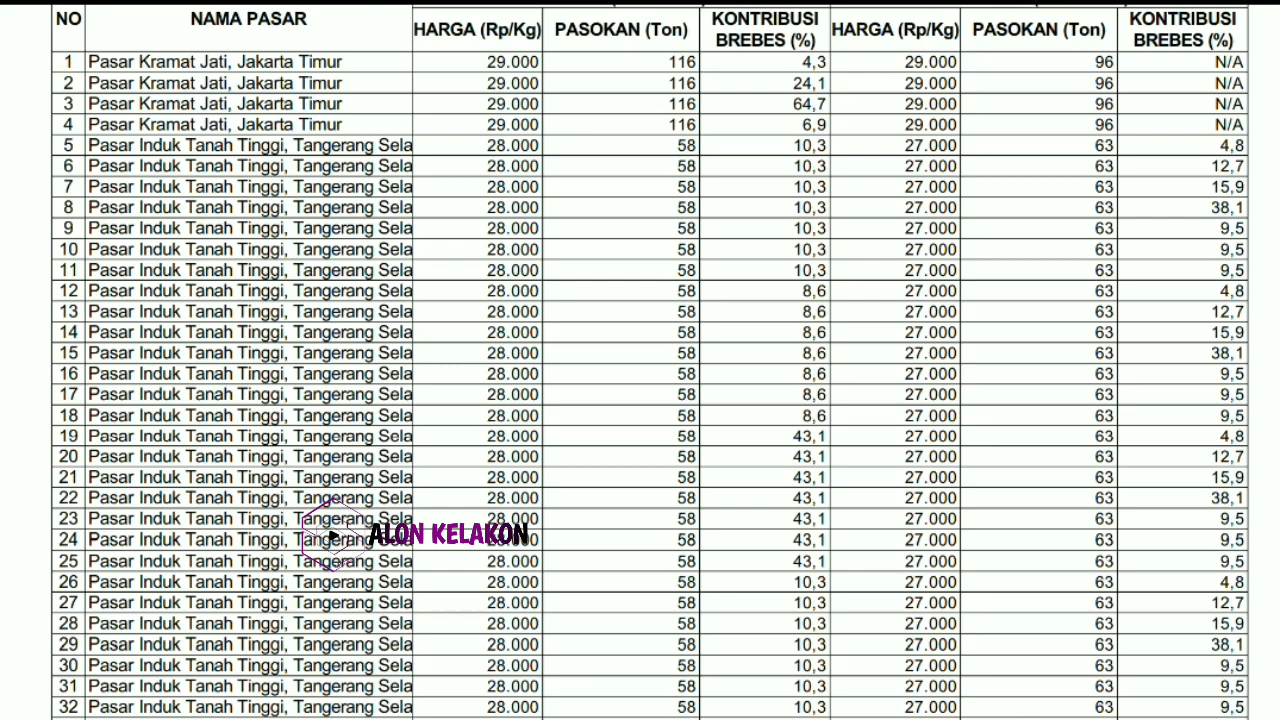 NO NAMA PASAR HARGA (Rp/Kg) PASOKAN (Ton) KONTRIBUSI BREBES (%) HARGA (Rp/Kg) PASOKAN (Ton) KONTRIBUSI BREBES (%)
1 Pasar Kramat Jati, Jakarta Timur 29.000 116 4,3 29.000 96 N/A
2 Pasar Kramat Jati, Jakarta Timur 29.000 116 24,1 29.000 96 N/A
3 Pasar Kramat Jati, Jakarta Timur 29.000 116 64,7 29.000 96 N/A
4 Pasar Kramat Jati, Jakarta Timur 29.000 116 6,9 29.000 96 N/A
5 Pasar Induk Tanah Tinggi, Tangerang Sela 28.000 58 10,3 27.000 63 4,8
6 Pasar Induk Tanah Tinggi, Tangerang Sela 28.000 58 10,3 27.000 63 12,7
7 Pasar Induk Tanah Tinggi, Tangerang Sela 28.000 58 10,3 27.000 63 15,9
8 Pasar Induk Tanah Tinggi, Tangerang Sela 28.000 58 10,3 27.000 63 38,1
9 Pasar Induk Tanah Tinggi, Tangerang Sela 28.000 58 10,3 27.000 63 9,5
10 Pasar Induk Tanah Tinggi, Tangerang Sela 28.000 58 10,3 27.000 63 9,5
11 Pasar Induk Tanah Tinggi, Tangerang Sela 28.000 58 10,3 27.000 63 9,5
12 Pasar Induk Tanah Tinggi, Tangerang Sela 28.000 58 8,6 27.000 63 4,8
13 Pasar Induk Tanah Tinggi, Tangerang Sela 28.000 58 8,6 27.000 63 12,7
14 Pasar Induk Tanah Tinggi, Tangerang Sela 28.000 58 8,6 27.000 63 15,9
15 Pasar Induk Tanah Tinggi, Tangerang Sela 28.000 58 8,6 27.000 63 38,1
16 Pasar Induk Tanah Tinggi, Tangerang Sela 28.000 58 8,6 27.000 63 9,5
17 Pasar Induk Tanah Tinggi, Tangerang Sela 28.000 58 8,6 27.000 63 9,5
18 Pasar Induk Tanah Tinggi, Tangerang Sela 28.000 58 8,6 27.000 63 9,5
19 Pasar Induk Tanah Tinggi, Tangerang Sela 28.000 58 43,1 27.000 63 4,8
20 Pasar Induk Tanah Tinggi, Tangerang Sela 28.000 58 43,1 27.000 63 12,7
21 Pasar Induk Tanah Tinggi, Tangerang Sela 28.000 58 43,1 27.000 63 15,9
22 Pasar Induk Tanah Tinggi, Tangerang Sela 28.000 58 43,1 27.000 63 38,1
23 Pasar Induk Tanah Tinggi, Tangerang Sela 28.000 58 43,1 27.000 63 9,5
ALON KELAKON
24 Pasar Induk Tanah Tinggi, Tangerang Sela 28.000 58 43,1 27.000 63 9,5
25 Pasar Induk Tanah Tinggi, Tangerang Sela 28.000 58 43,1 27.000 63 9,5
26 Pasar Induk Tanah Tinggi, Tangerang Sela 28.000 58 10,3 27.000 63 4,8
27 Pasar Induk Tanah Tinggi, Tangerang Sela 28.000 58 10,3 27.000 63 12,7
28 Pasar Induk Tanah Tinggi, Tangerang Sela 28.000 58 10,3 27.000 63 15,9
29 Pasar Induk Tanah Tinggi, Tangerang Sela 28.000 58 10,3 27.000 63 38,1
30 Pasar Induk Tanah Tinggi, Tangerang Sela 28.000 58 10,3 27.000 63 9,5
31 Pasar Induk Tanah Tinggi, Tangerang Sela 28.000 58 10,3 27.000 63 9,5
32 Pasar Induk Tanah Tinggi, Tangerang Sela 28.000 58 10,3 27.000 63 9,5